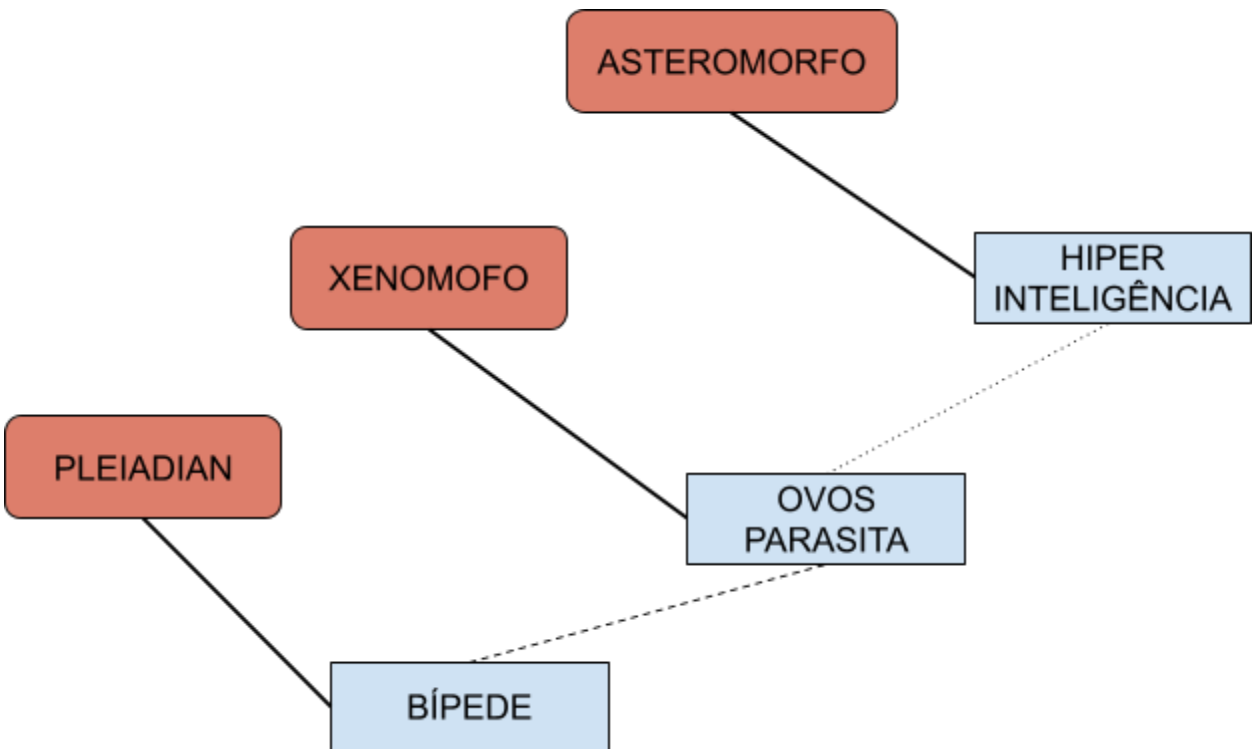 ASTEROMORFO
HIPER
INTELIGÊNCIA
XENOMOFO
PLEIADIAN
OVOS
PARASITA
BÍPEDE